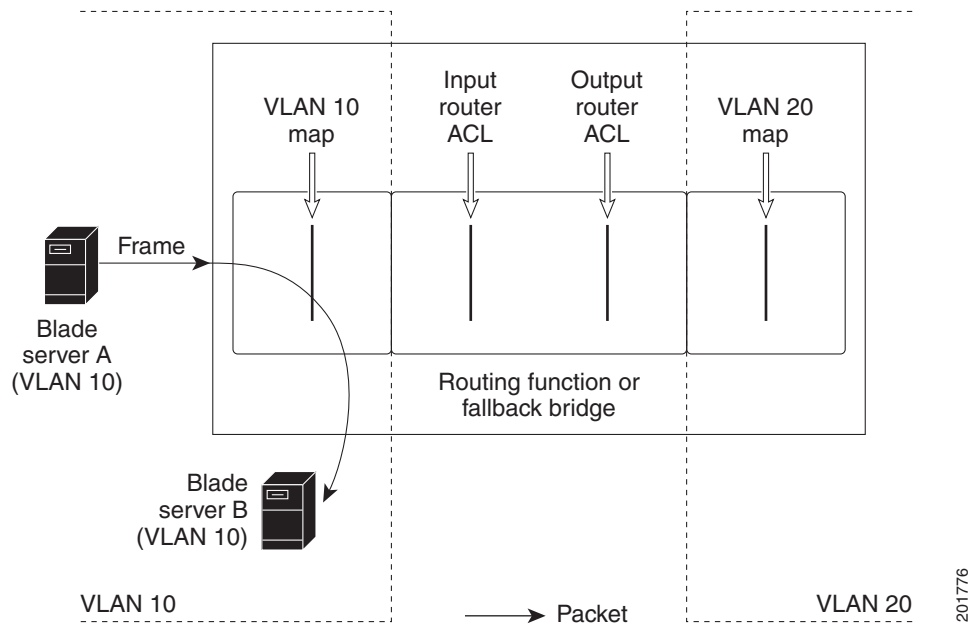 VLAN 10
map
Input
router
ACL
Output
router
ACL
VLAN 20
map
Frame
Blade
server A
(VLAN 10)
Routing function or
fallback bridge
Blade
server B
(VLAN 10)
VLAN 10
Packet
VLAN 20
201776